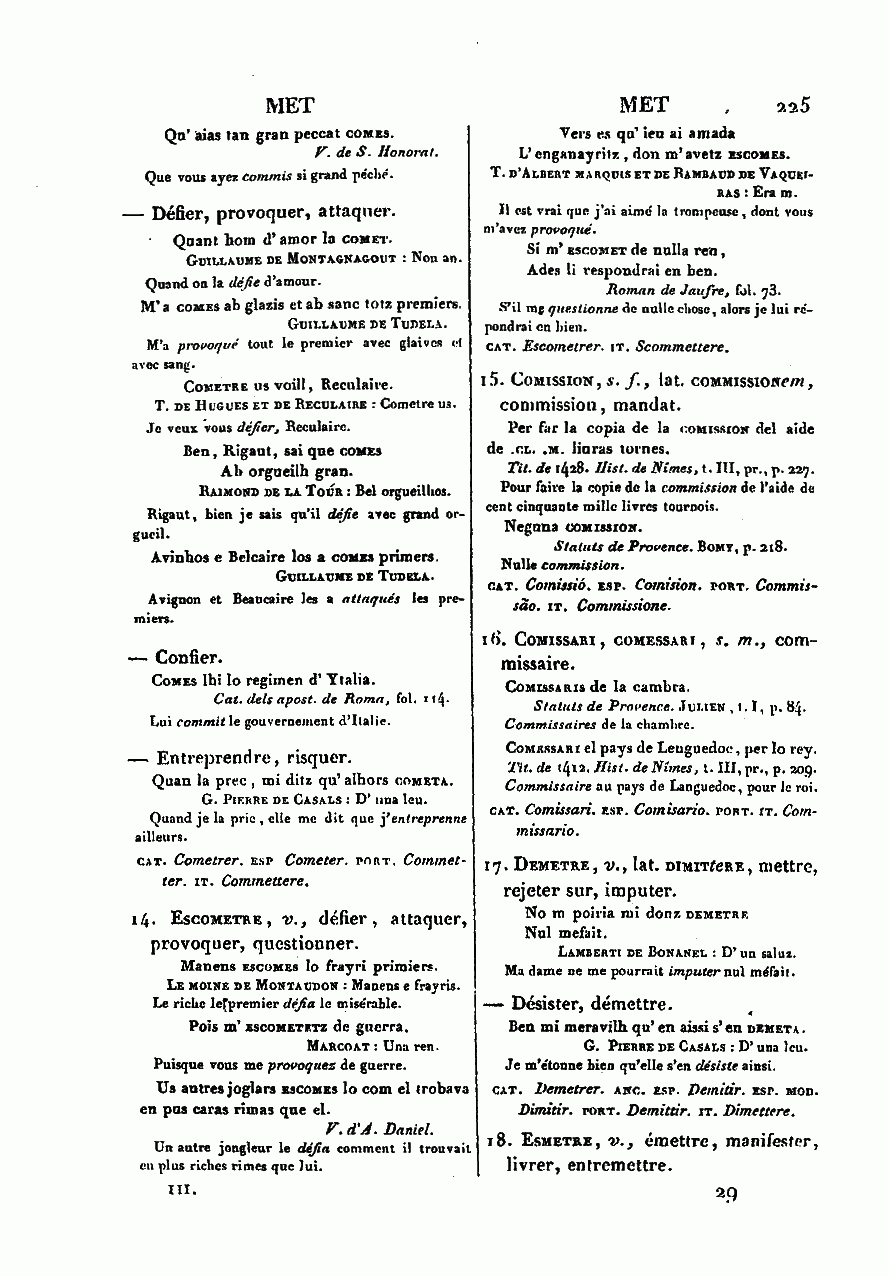 MET
Qu' aias tan gran peccat COMES.
V. de S. Honorat.
Que vous ayez commis si grand péché.
— Défier, provoquer, attaquer.
Quant hom d' amor la COMET.
GUILLAUME DE MONTAGNAGOUT : Non an.
Quand on la défie d'amour.
M' a COMES ab glazis et ab sanc totz premiers.
GUILLAUME DE TUDELA.
M'a provoqué tout le premier avec glaives et
avec sang.
COMETRE us voill, Reculaire.
T. DE HUGUES ET DE RECULAIRE : Cometre us.
Je veux vous défier, Reculaire.
Ben, Rigaut, sai que COMES
Ab orgueilh gran.
RAIMOND DE LA TOUR : Bel orgueilhos.
Rigaut, bien je sais qu'il défie avec grand or-
gueil.
Avinhos e Belcaire los a COMES primers.
GUILLAUME DE TUDELA.
Avignon et Beaucaire les a attaqués les pre-
miers.
— Confier.
COMES lhi lo regimen d' Ytalia.
Cat. dels apost. de Roma, fol. 114.
Lui commit le gouvernement d'Italie.
— Entreprendre, risquer.
Quan la prec, mi ditz qu' alhors COMETA.
G. PIERRE DE CASALS : D' una leu.
Quand je la prie, elle me dit que j'entreprenne
ailleurs.
CAT. Cometrer. ESP Cometer. PORT. Commet-
ter. IT. Commettere.
14. ESCOMETRE, v., défier, attaquer,
provoquer, questionner.
Manens ESCOMES lo frayri primiers.
LE MOINE DE MONTAUDON : Manens e frayris.
Le riche le premier défia le misérable.
Pois m' ESCOMETETZ de guerra.
MARCOAT : Una ren.
Puisque vous me provoquez de guerre.
Us autres joglars ESCOMES lo com el trobava
en pus caras rimas que el.
V. d'A. Daniel.
Un autre jongleur le défia comment il trouvait
en plus riches rimes que lui.
III.
MET 225
Vers es qu' ieu ai amada
L' enganayritz, don m' avetz ESCOMES.
T. D'ALBERT MARQUIS ET DE RAMBAUD DE VAQUEI-
RAS : Era m.
Il est vrai que j'ai aimé la trompeuse, dont vous
m'avez provoqué.
Si m' ESCOMET de nulla ren,
Ades li respondrai en ben.
Roman de Jaufre, fol. 73.
S'il me questionne de nulle chose, alors je lui ré-
pondrai en bien.
CAT. Escometrer. IT. Scommettere.
15. COMISSION, s. f., lat. COMMISSIONem,
commission, mandat.
Per far la copia de la COMISSION del aide
de .CL. .M. liuras tornes.
Tit. de 1428. Hist. de Nîmes, t. III, pr., p. 227.
Pour faire la copie de la commission de l'aide de
cent cinquante mille livres tournois.
Neguna COMISSION.
Statuts de Provence. BOMY, p. 218.
Nulle commission.
CAT. Comissió. ESP. Comision. PORT. Commis-
são. IT. Commissione.
16. COMISSARI, COMESSARI, s. m., com-
missaire.
COMISSARIS de la cambra.
Statuts de Provence. JULIEN, t. I, p. 84.
Commissaires de la chambre.
COMESSARI el pays de Lenguedoc, per lo rey.
Tit. de 1412. Hist. de Nîmes, t. III, pr., p. 209.
Commissaire au pays de Languedoc, pour le roi.
CAT. Comissari. ESP. Comisario. PORT. IT. Com-
missario.
17. DEMETRE, v., lat. DIMITteRE, mettre,
rejeter sur, imputer.
No m poiria mi donz DEMETRE
Nul mefait.
LAMBERTI DE BONANEL : D' un saluz.
Ma dame ne me pourrait imputer nul méfait.
— Désister, démettre.
Ben mi meravilh qu' en aissi s' en DEMETA.
G. PIERRE DE CASALS : D' una leu.
Je m'étonne bien qu'elle s'en désiste ainsi.
CAT. Demetrer. ANC. ESP. Demitir. ESP. MOD.
Dimitir. PORT. Demittir. IT. Dimettere.
18. ESMETRE, v., émettre, manifester,
livrer, entremettre.
29